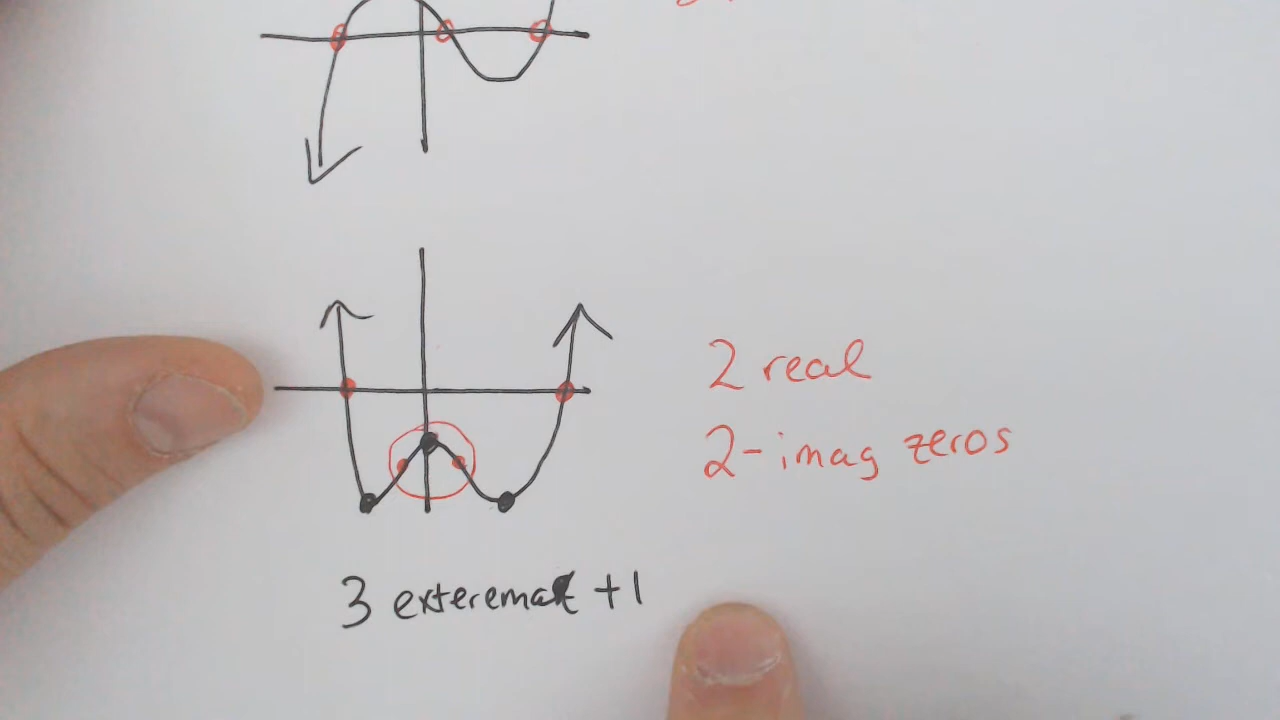 2 real
2-imag zeros
3 exteremat +1